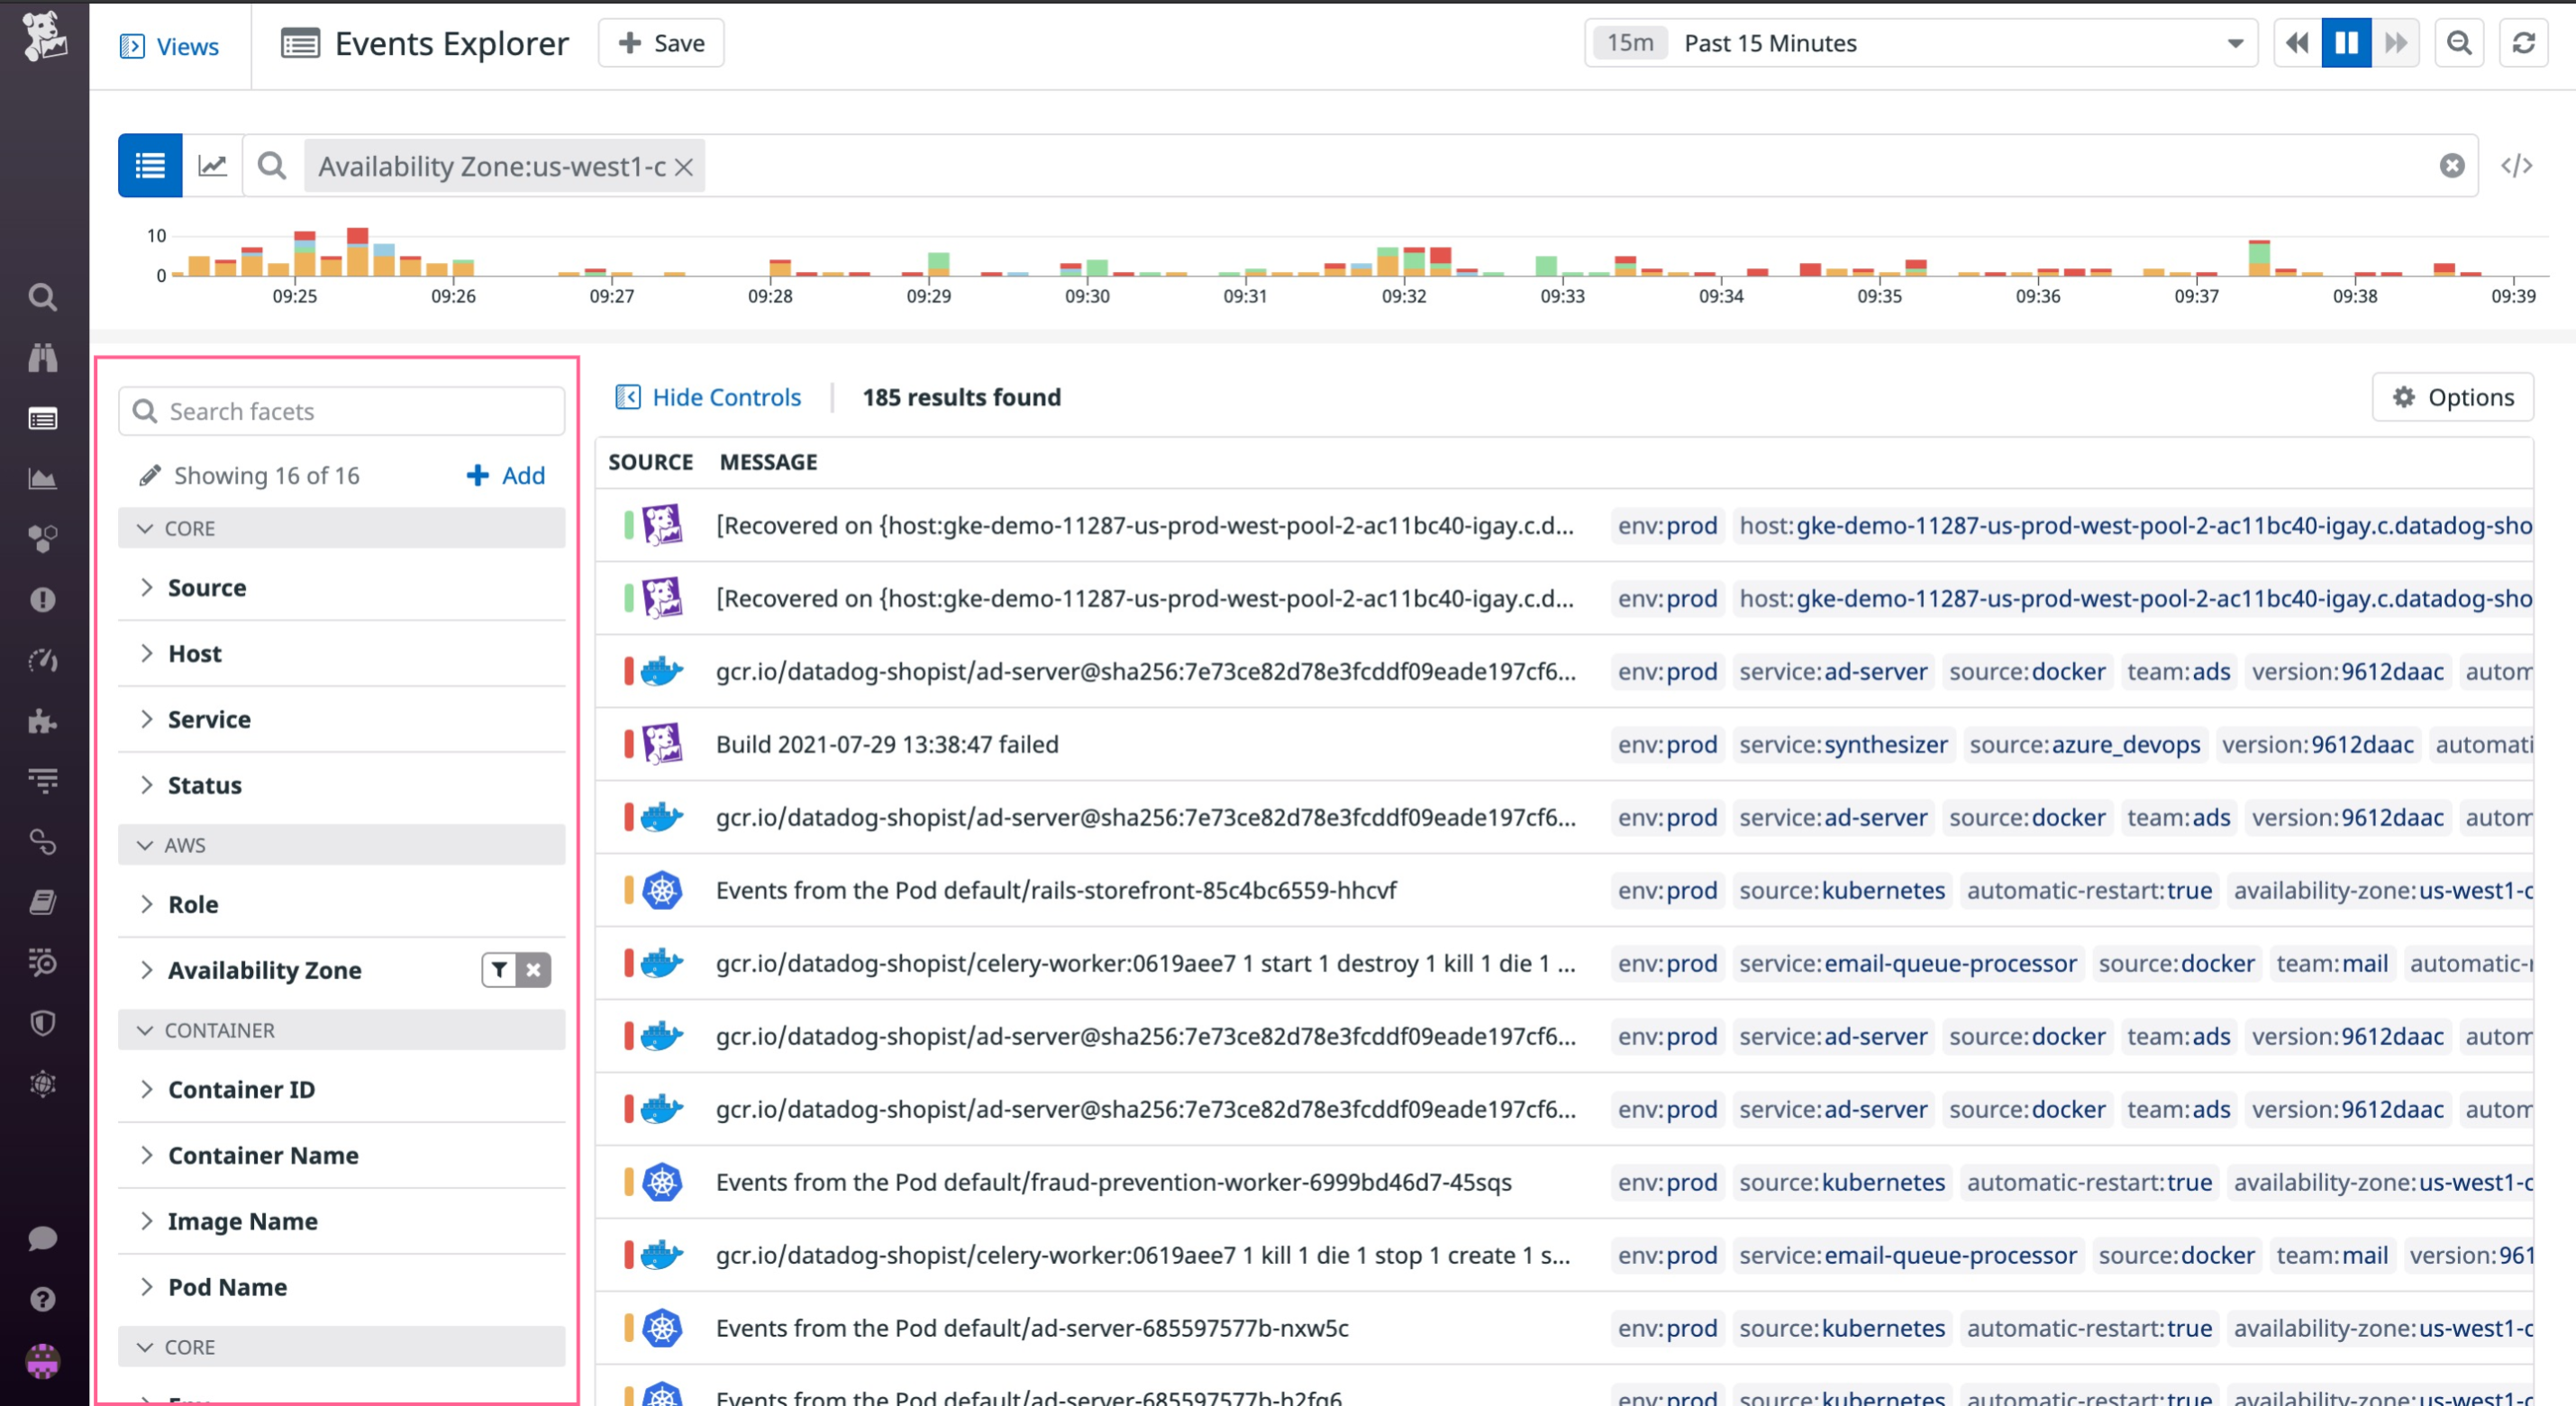 Views
Events Explorer
Save
15m Past 15 Minutes
Availability Zone:us-west1-c
</>
10
0
09:25 09:26 09:27 09:28 09:29 09:30 09:31 09:32 09:33 09:34 09:35 09:36 09:37 09:38 09:39
Search facets
Showing 16 of 16
Add
CORE
Source
Host
Service
Status
AWS
Role
Availability Zone
CONTAINER
Container ID
Container Name
Image Name
Pod Name
CORE
Hide Controls
185 results found
Options
SOURCE MESSAGE
[Recovered on {host:gke-demo-11287-us-prod-west-pool-2-ac11bc40-igay.c.d... env:prod host:gke-demo-11287-us-prod-west-pool-2-ac11bc40-igay.c.datadog-sho
[Recovered on {host:gke-demo-11287-us-prod-west-pool-2-ac11bc40-igay.c.d... env:prod host:gke-demo-11287-us-prod-west-pool-2-ac11bc40-igay.c.datadog-sho
gcr.io/datadog-shopist/ad-server@sha256:7e73ce82d78e3fcddf09eade197cf6... env:prod service:ad-server source:docker team:ads version:9612daac autom
Build 2021-07-29 13:38:47 failed env:prod service:synthesizer source:azure_devops version:9612daac automati
gcr.io/datadog-shopist/ad-server@sha256:7e73ce82d78e3fcddf09eade197cf6... env:prod service:ad-server source:docker team:ads version:9612daac autom
Events from the Pod default/rails-storefront-85c4bc6559-hhcvf env:prod source:kubernetes automatic-restart:true availability-zone:us-west1-c
gcr.io/datadog-shopist/celery-worker:0619aee7 1 start 1 destroy 1 kill 1 die 1 ... env:prod service:email-queue-processor source:docker team:mail automatic-r
gcr.io/datadog-shopist/ad-server@sha256:7e73ce82d78e3fcddf09eade197cf6... env:prod service:ad-server source:docker team:ads version:9612daac autom
gcr.io/datadog-shopist/ad-server@sha256:7e73ce82d78e3fcddf09eade197cf6... env:prod service:ad-server source:docker team:ads version:9612daac autom
Events from the Pod default/fraud-prevention-worker-6999bd46d7-45sqs env:prod source:kubernetes automatic-restart:true availability-zone:us-west1-c
gcr.io/datadog-shopist/celery-worker:0619aee7 1 kill 1 die 1 stop 1 create 1 s... env:prod service:email-queue-processor source:docker team:mail version:961
Events from the Pod default/ad-server-685597577b-nxw5c env:prod source:kubernetes automatic-restart:true availability-zone:us-west1-c
Events from the Pod default/ad-server-685597577b-h2fg6 env:prod source:kubernetes automatic-restart:true availability-zone:us-west1-c